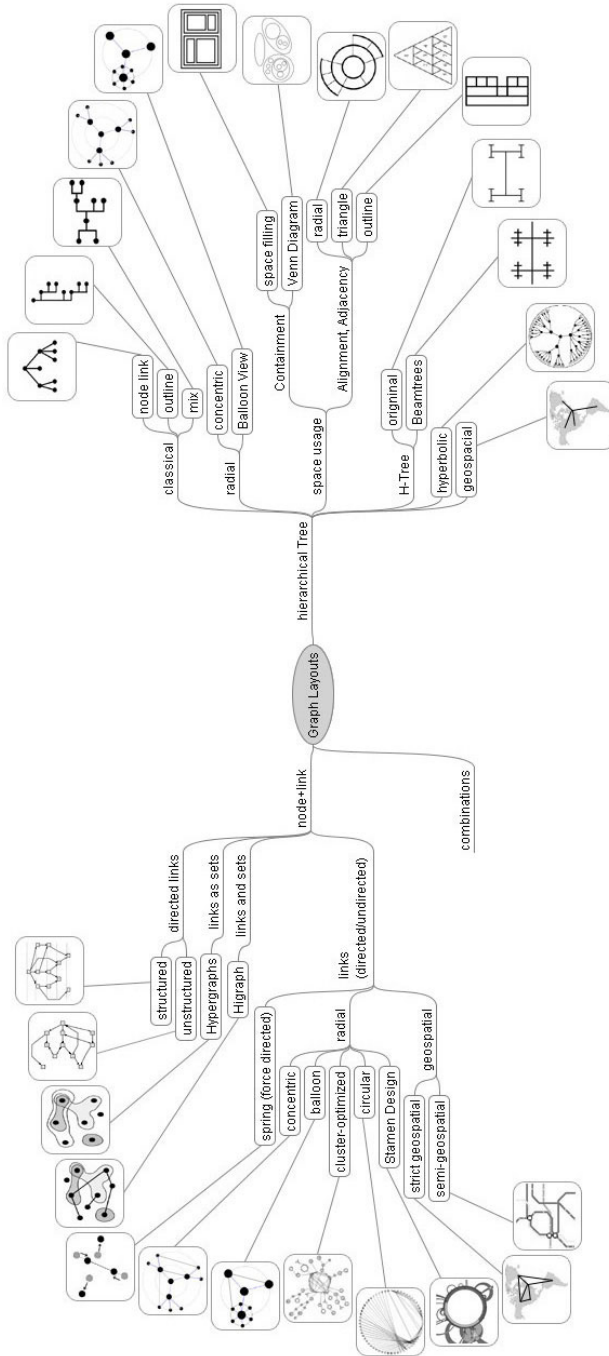 Graph Layouts
hierarchical Tree
classical
node link
outline
mix
radial
concentric
Balloon View
space usage
Containment
space filling
Venn Diagram
Alignment, Adjacency
radial
triangle
outline
H-Tree
origninal
Beamtrees
hyperbolic
geospacial
node+link
directed links
structured
unstructured
links as sets
Hypergraphs
links and sets
Higraph
links
(directed/undirected)
spring (force directed)
radial
concentric
balloon
cluster-optimized
circular
Stamen Design
geospatial
strict geospatial
semi-geospatial
combinations